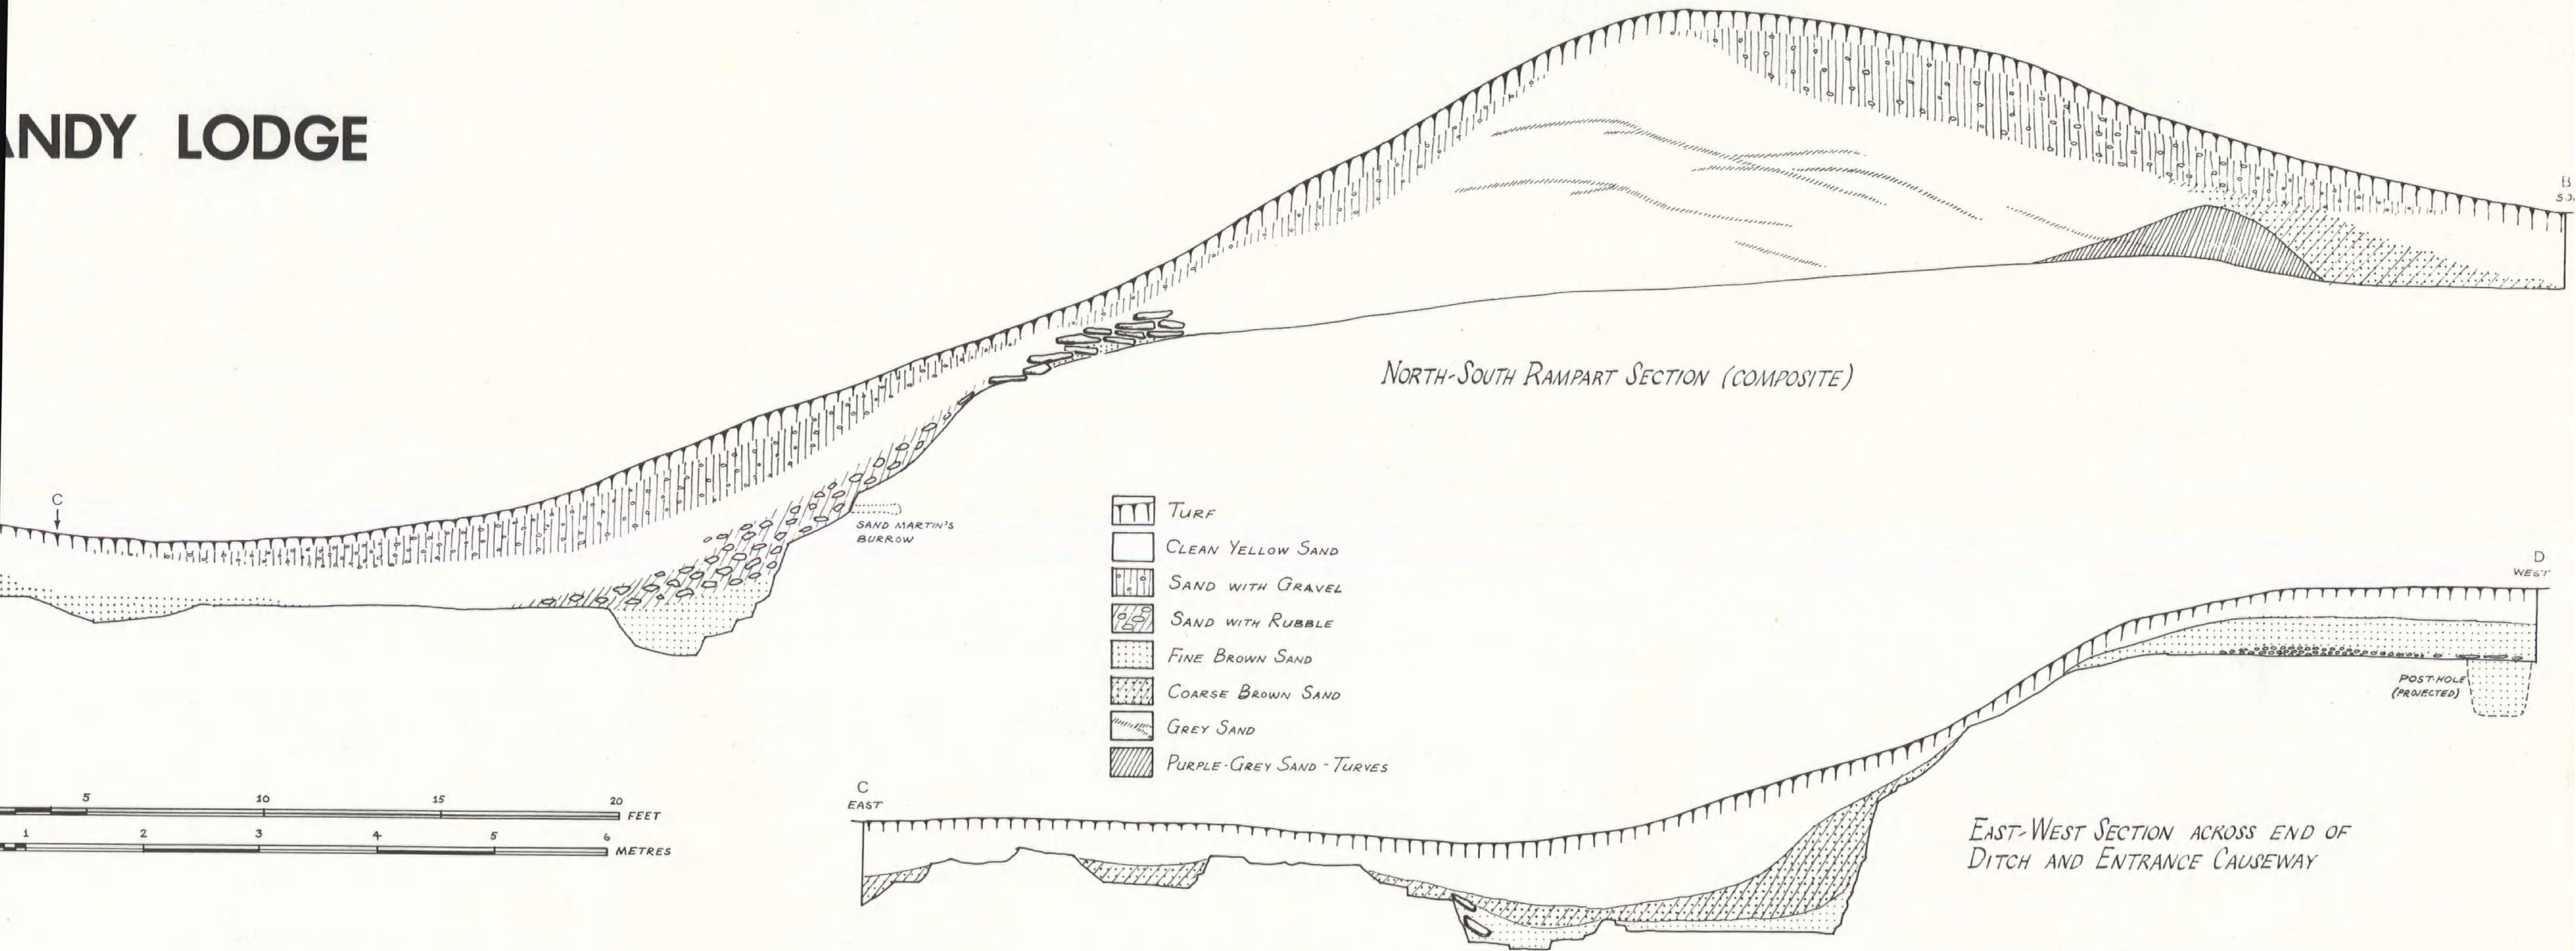 ANDY LODGE
B
NORTH-SOUTH RAMPART SECTION (COMPOSITE)
C
SAND MARTIN'S
BURROW
TURF
CLEAN YELLOW SAND
SAND WITH GRAVEL
SAND WITH RUBBLE
FINE BROWN SAND
COARSE BROWN SAND
GREY SAND
PURPLE-GREY SAND-TURVES
5 10 15 20
FEET
1 2 3 4 5 6
METRES
C
EAST
D
WEST
POST-HOLE
(PROJECTED)
EAST-WEST SECTION ACROSS END OF
DITCH AND ENTRANCE CAUSEWAY